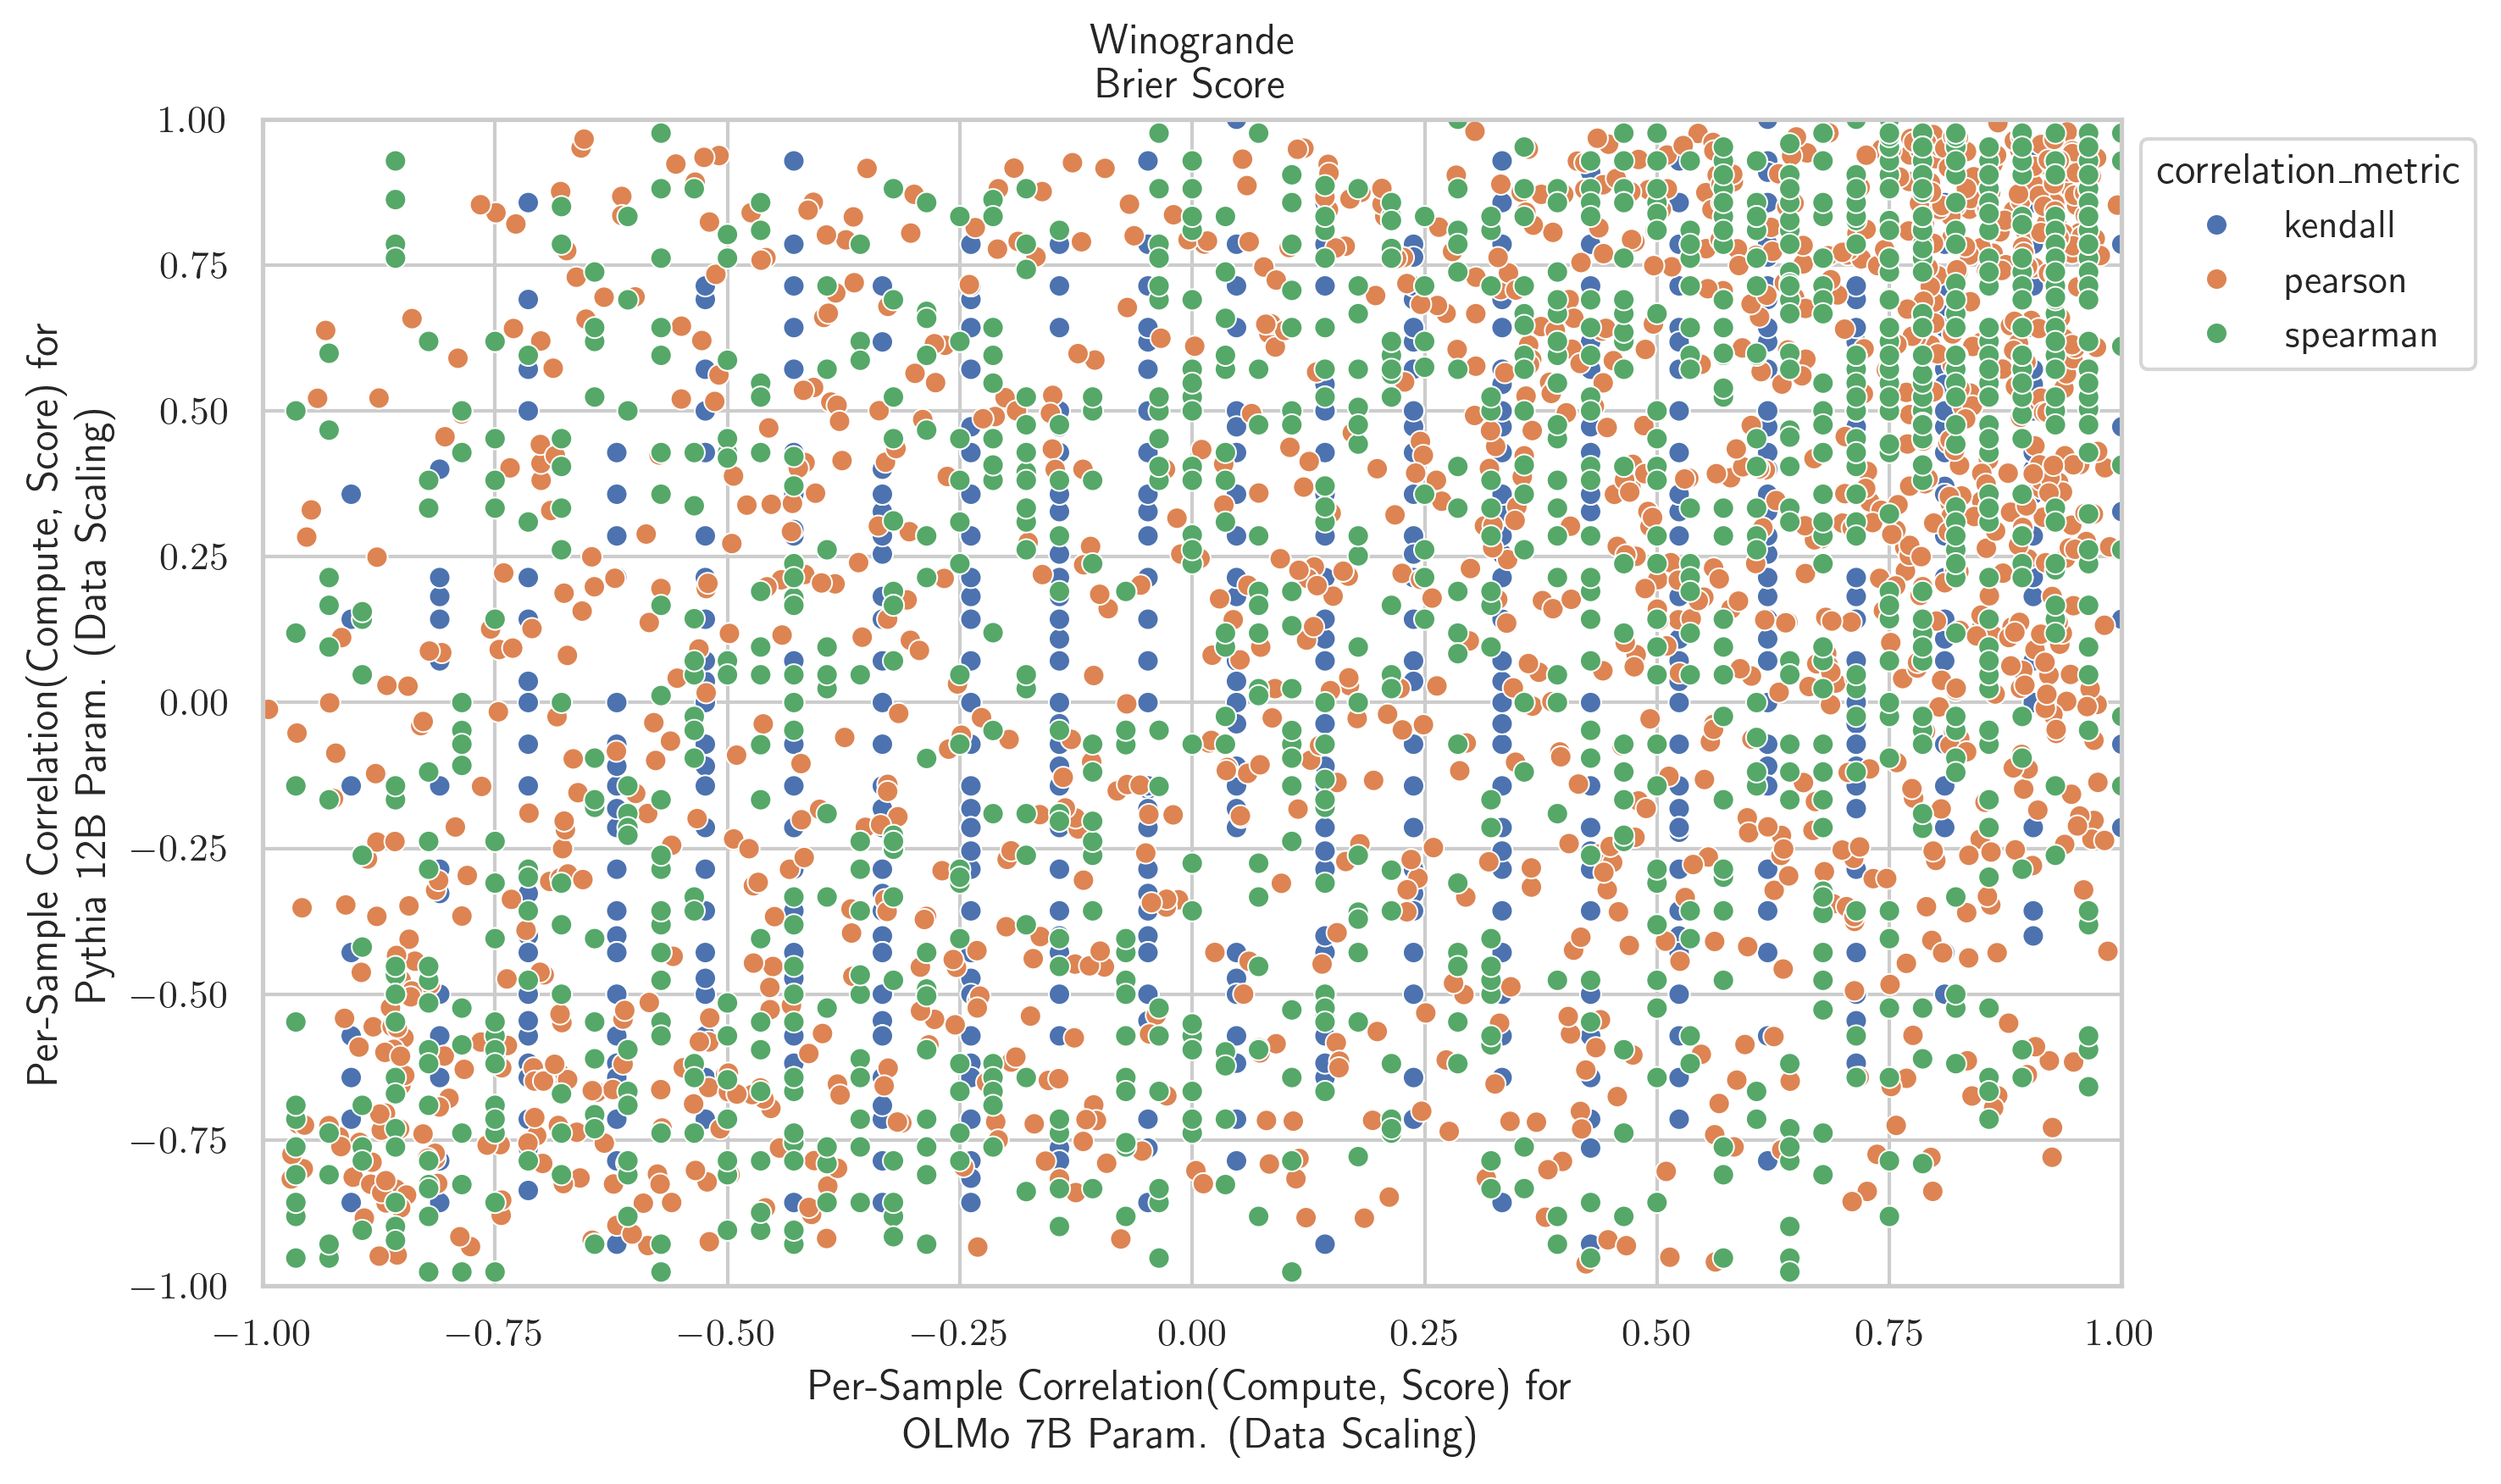 Winogrande
Brier Score
Per-Sample Correlation(Compute, Score) for
Pythia 12B Param. (Data Scaling)
1.00
0.75
0.50
0.25
0.00
−0.25
−0.50
−0.75
−1.00
−1.00
−0.75
−0.50
−0.25
0.00
0.25
0.50
0.75
1.00
Per-Sample Correlation(Compute, Score) for
OLMo 7B Param. (Data Scaling)
correlation_metric
kendall
pearson
spearman